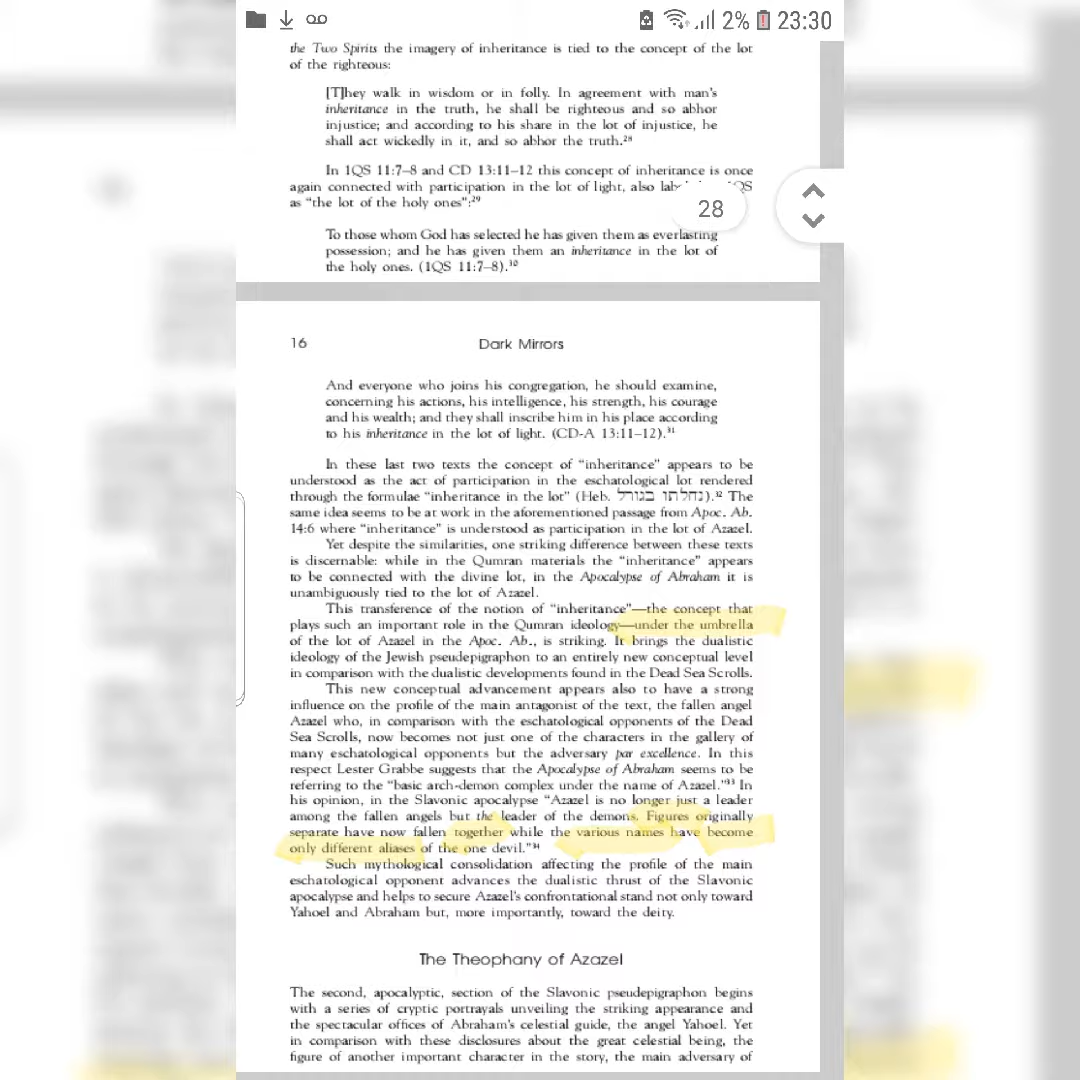 2% 23:30
the Two Spirits the imagery of inheritance is tied to the concept of the lot
of the righteous:
[T]hey walk in wisdom or in folly. In agreement with man's
inheritance in the truth, he shall be righteous and so abhor
injustice; and according to his share in the lot of injustice, he
shall act wickedly in it, and so abhor the truth.28
In 1QS 11:7–8 and CD 13:11–12 this concept of inheritance is once
again connected with participation in the lot of light, also
as "the lot of the holy ones":29
28
To those whom God has selected he has given them as everlasting
possession; and he has given them an inheritance in the lot of
the holy ones. (1QS 11:7–8).30
16 Dark Mirrors
And everyone who joins his congregation, he should examine,
concerning his actions, his intelligence, his strength, his courage
and his wealth; and they shall inscribe him in his place according
to his inheritance in the lot of light. (CD-A 13:11–12).31
In these last two texts the concept of "inheritance" appears to be
understood as the act of participation in the eschatological lot rendered
through the formulae "inheritance in the lot" (Heb. נחלתו בגורל).32 The
same idea seems to be at work in the aforementioned passage from Apoc. Ab.
14:6 where "inheritance" is understood as participation in the lot of Azazel.
Yet despite the similarities, one striking difference between these texts
is discernable: while in the Qumran materials the "inheritance" appears
to be connected with the divine lot, in the Apocalypse of Abraham it is
unambiguously tied to the lot of Azazel.
This transference of the notion of "inheritance"—the concept that
plays such an important role in the Qumran ideology—under the umbrella
of the lot of Azazel in the Apoc. Ab., is striking. It brings the dualistic
ideology of the Jewish pseudepigraphon to an entirely new conceptual level
in comparison with the dualistic developments found in the Dead Sea Scrolls.
This new conceptual advancement appears also to have a strong
influence on the profile of the main antagonist of the text, the fallen angel
Azazel who, in comparison with the eschatological opponents of the Dead
Sea Scrolls, now becomes not just one of the characters in the gallery of
many eschatological opponents but the adversary par excellence. In this
respect Lester Grabbe suggests that the Apocalypse of Abraham seems to be
referring to the "basic arch-demon complex under the name of Azazel."33 In
his opinion, in the Slavonic apocalypse "Azazel is no longer just a leader
among the fallen angels but the leader of the demons. Figures originally
separate have now fallen together while the various names have become
only different aliases of the one devil."34
Such mythological consolidation affecting the profile of the main
eschatological opponent advances the dualistic thrust of the Slavonic
apocalypse and helps to secure Azazel's confrontational stand not only toward
Yahoel and Abraham but, more importantly, toward the deity.
The Theophany of Azazel
The second, apocalyptic, section of the Slavonic pseudepigraphon begins
with a series of cryptic portrayals unveiling the striking appearance and
the spectacular offices of Abraham's celestial guide, the angel Yahoel. Yet
in comparison with these disclosures about the great celestial being, the
figure of another important character in the story, the main adversary of